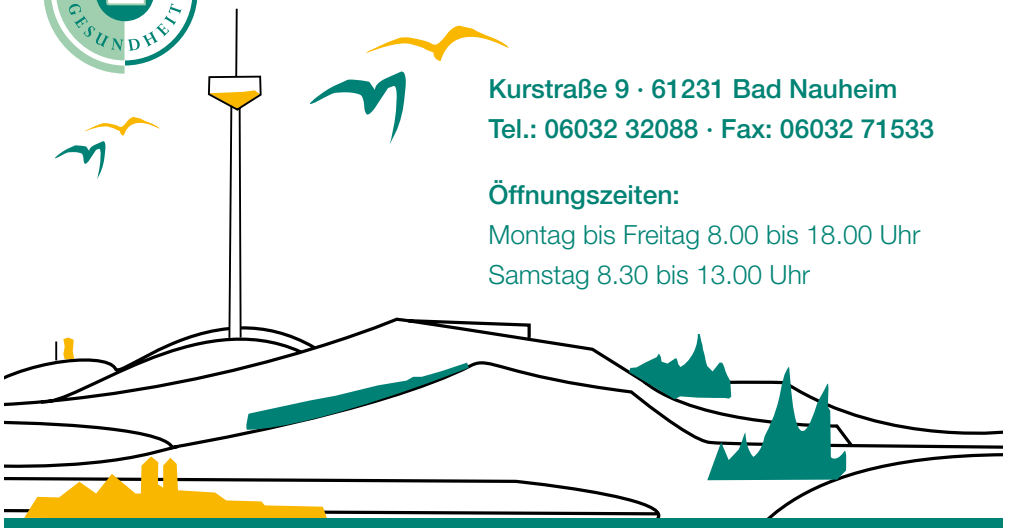 GESUNDHEIT
Kurstraße 9 · 61231 Bad Nauheim
Tel.: 06032 32088 · Fax: 06032 71533
Öffnungszeiten:
Montag bis Freitag 8.00 bis 18.00 Uhr
Samstag 8.30 bis 13.00 Uhr